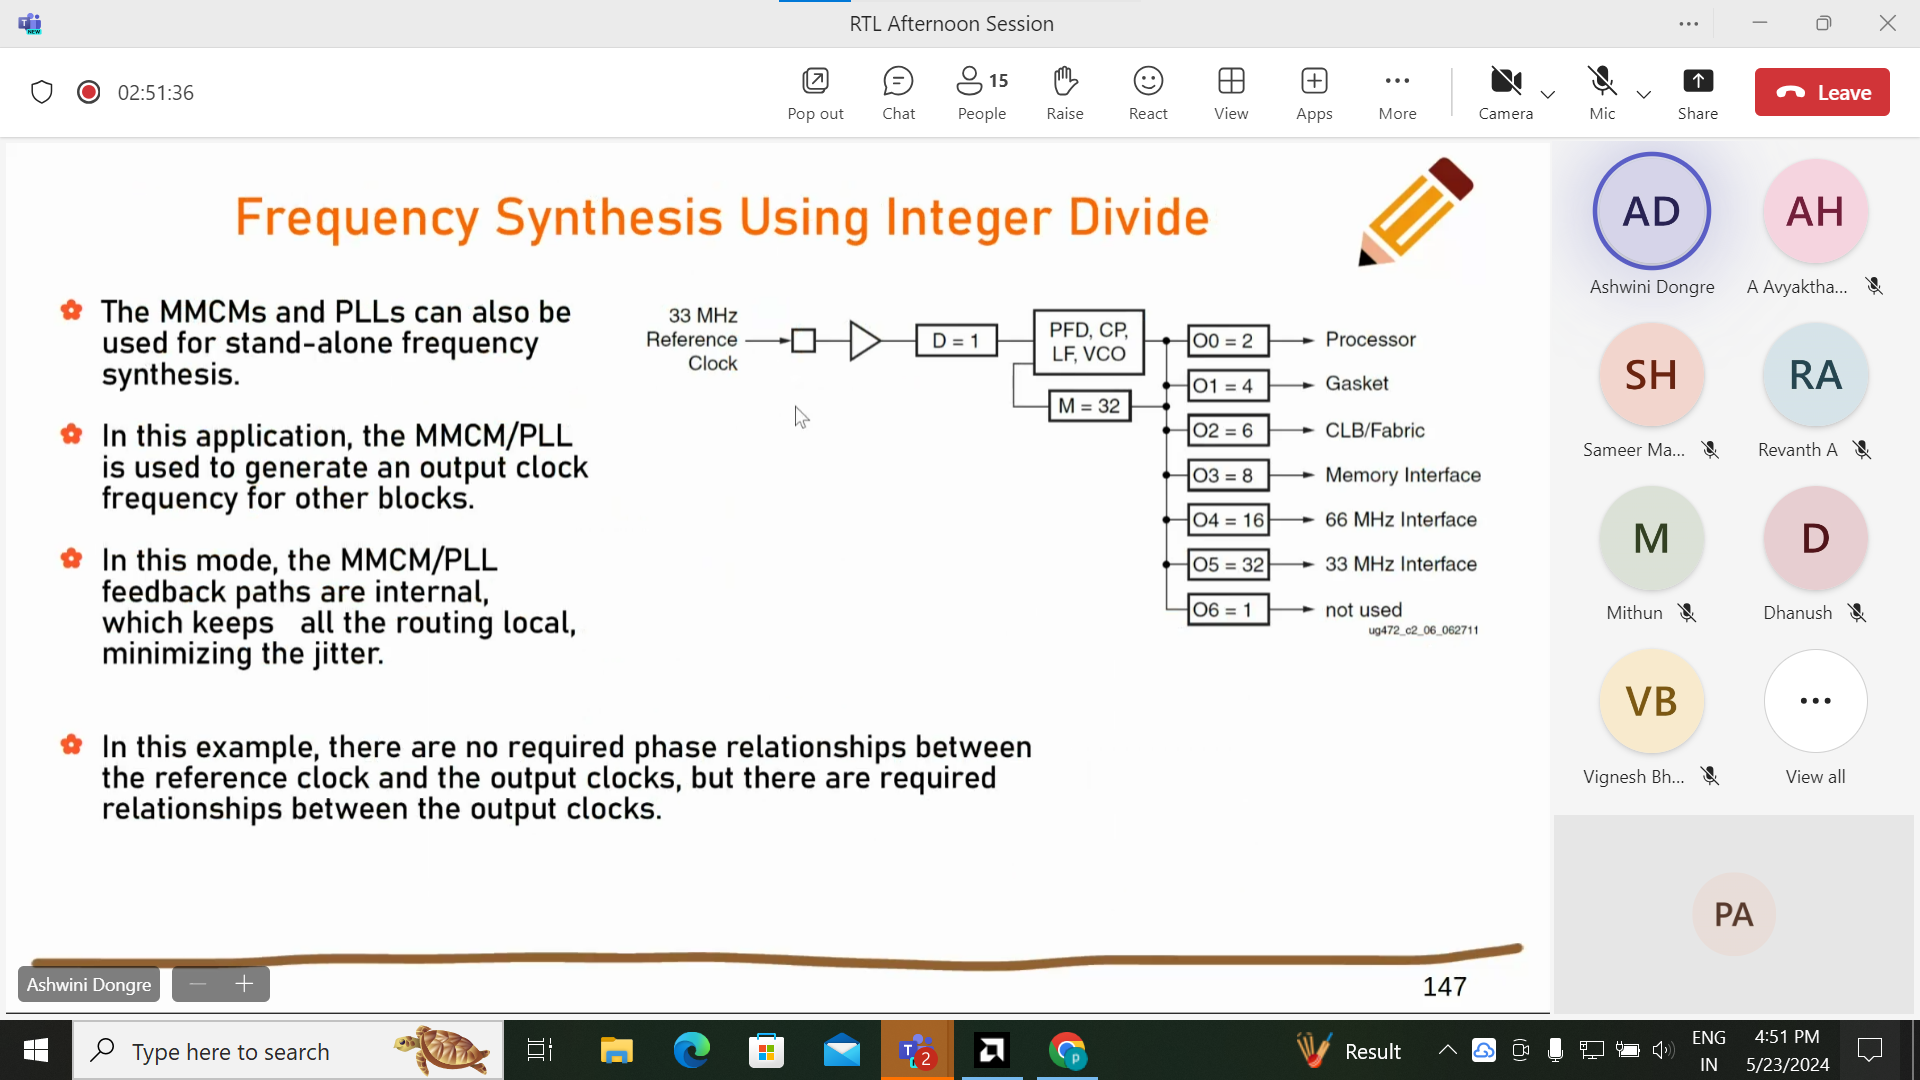 RTL Afternoon Session
02:51:36
Pop out
Chat
15
People
Raise
React
View
Apps
More
Camera
Mic
Share
Leave
Frequency Synthesis Using Integer Divide
The MMCMs and PLLs can also be
used for stand-alone frequency
synthesis.
In this application, the MMCM/PLL
is used to generate an output clock
frequency for other blocks.
In this mode, the MMCM/PLL
feedback paths are internal,
which keeps all the routing local,
minimizing the jitter.
In this example, there are no required phase relationships between
the reference clock and the output clocks, but there are required
relationships between the output clocks.
33 MHz
Reference
Clock
D = 1
PFD, CP,
LF, VCO
M = 32
O0 = 2 Processor
O1 = 4 Gasket
O2 = 6 CLB/Fabric
O3 = 8 Memory Interface
O4 = 16 66 MHz Interface
O5 = 32 33 MHz Interface
O6 = 1 not used
ug472_c2_06_062711
147
Ashwini Dongre
AD
Ashwini Dongre
AH
A Avyaktha...
SH
Sameer Ma...
RA
Revanth A
M
Mithun
D
Dhanush
VB
Vignesh Bh...
View all
PA
Type here to search
2
Result
ENG
IN
4:51 PM
5/23/2024